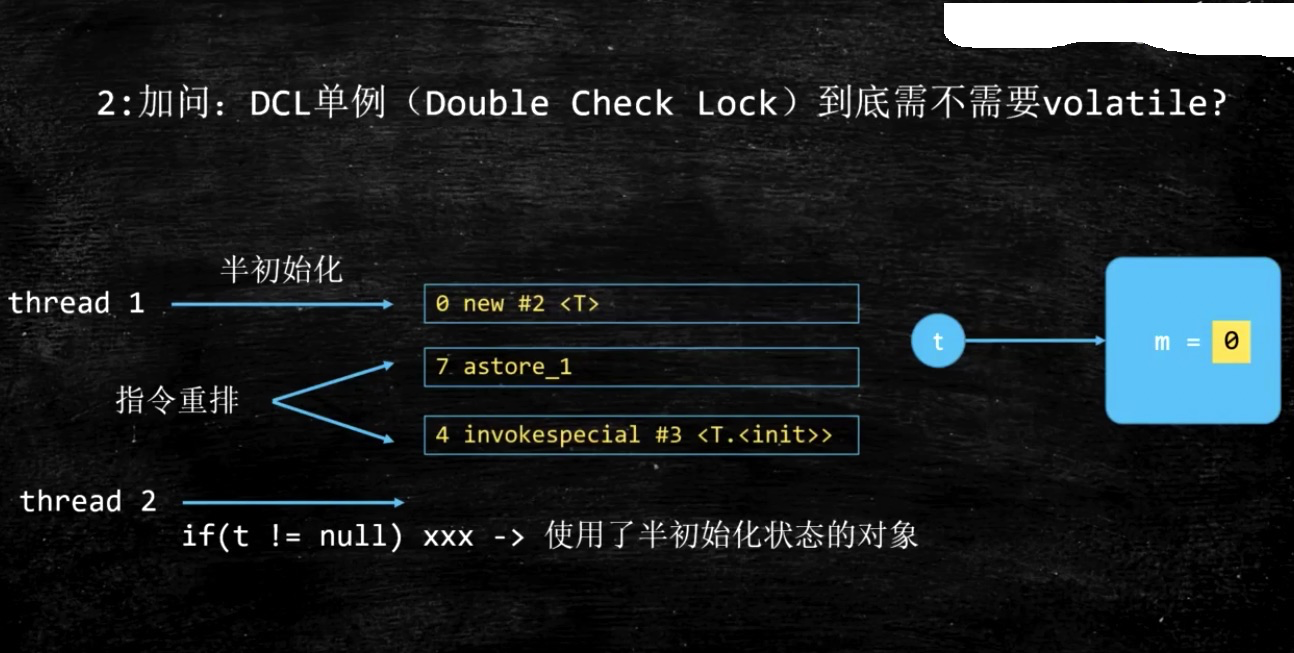 2:加问：DCL单例（Double Check Lock）到底需不需要volatile?
半初始化
thread 1
0 new #2 <T>
t
m = 0
7 astore_1
指令重排
4 invokespecial #3 <T.<init>>
thread 2
if(t != null) xxx -> 使用了半初始化状态的对象